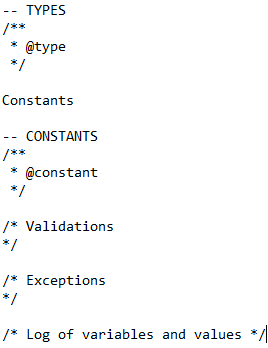 -- TYPES
/**
 * @type
 */
Constants
-- CONSTANTS
/**
 * @constant
 */
/* Validations
*/
/* Exceptions
*/
/* Log of variables and values */